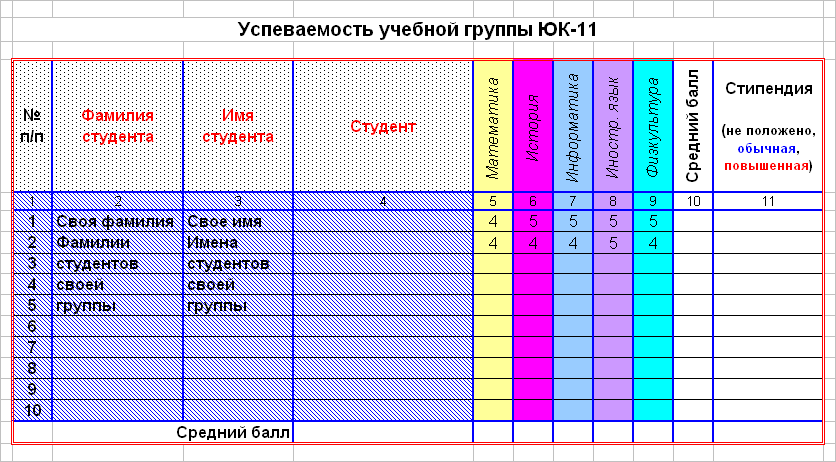 Успеваемость учебной группы ЮК-11
№ п/п
Фамилия студента
Имя студента
Студент
Математика
История
Информатика
Иностр. язык
Физкультура
Средний балл
Стипендия
(не положено, обычная, повышенная)
1 2 3 4 5 6 7 8 9 10 11
1 Своя фамилия Свое имя 4 5 5 5 5
2 Фамилии Имена 4 4 4 5 4
3 студентов студентов
4 своей своей
5 группы группы
6
7
8
9
10
Средний балл